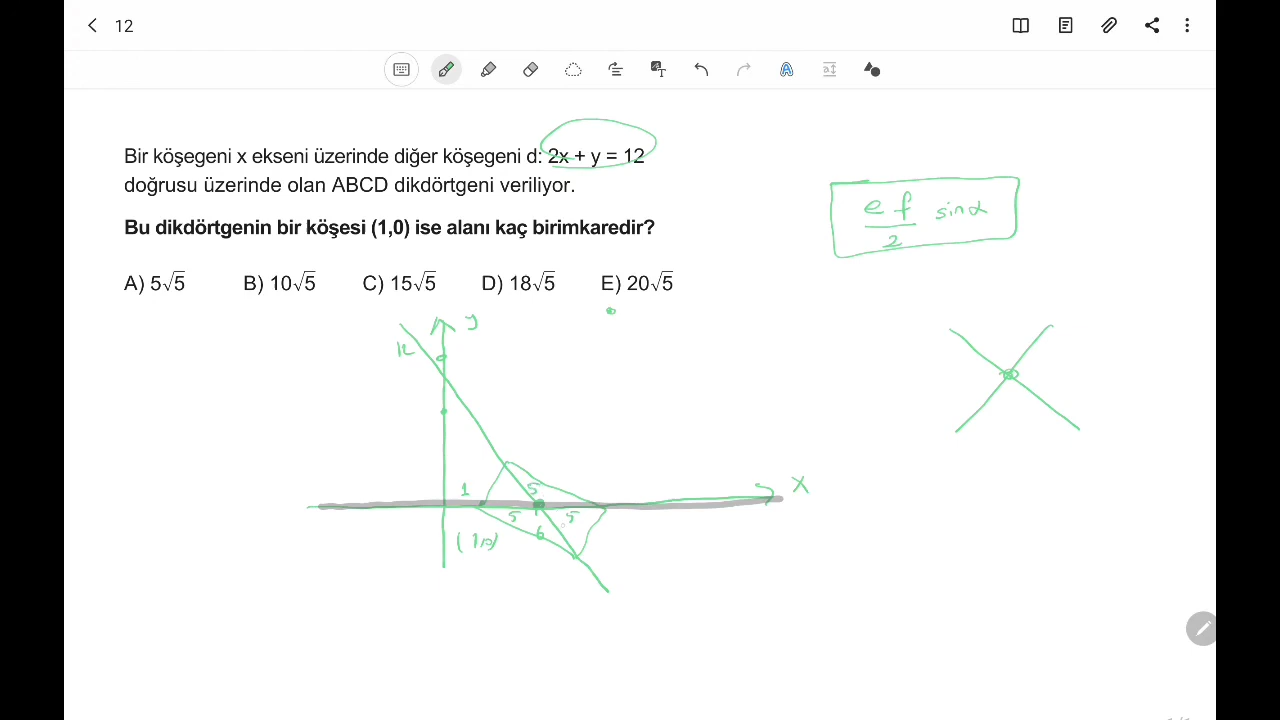 12
Bir köşegeni x ekseni üzerinde diğer köşegeni d: 2x + y = 12
doğrusu üzerinde olan ABCD dikdörtgeni veriliyor.
Bu dikdörtgenin bir köşesi (1,0) ise alanı kaç birimkaredir?
e f / 2 sinα
A) 5√5 B) 10√5 C) 15√5 D) 18√5 E) 20√5
y
12
x
1 5
5 5
6
(1,0)